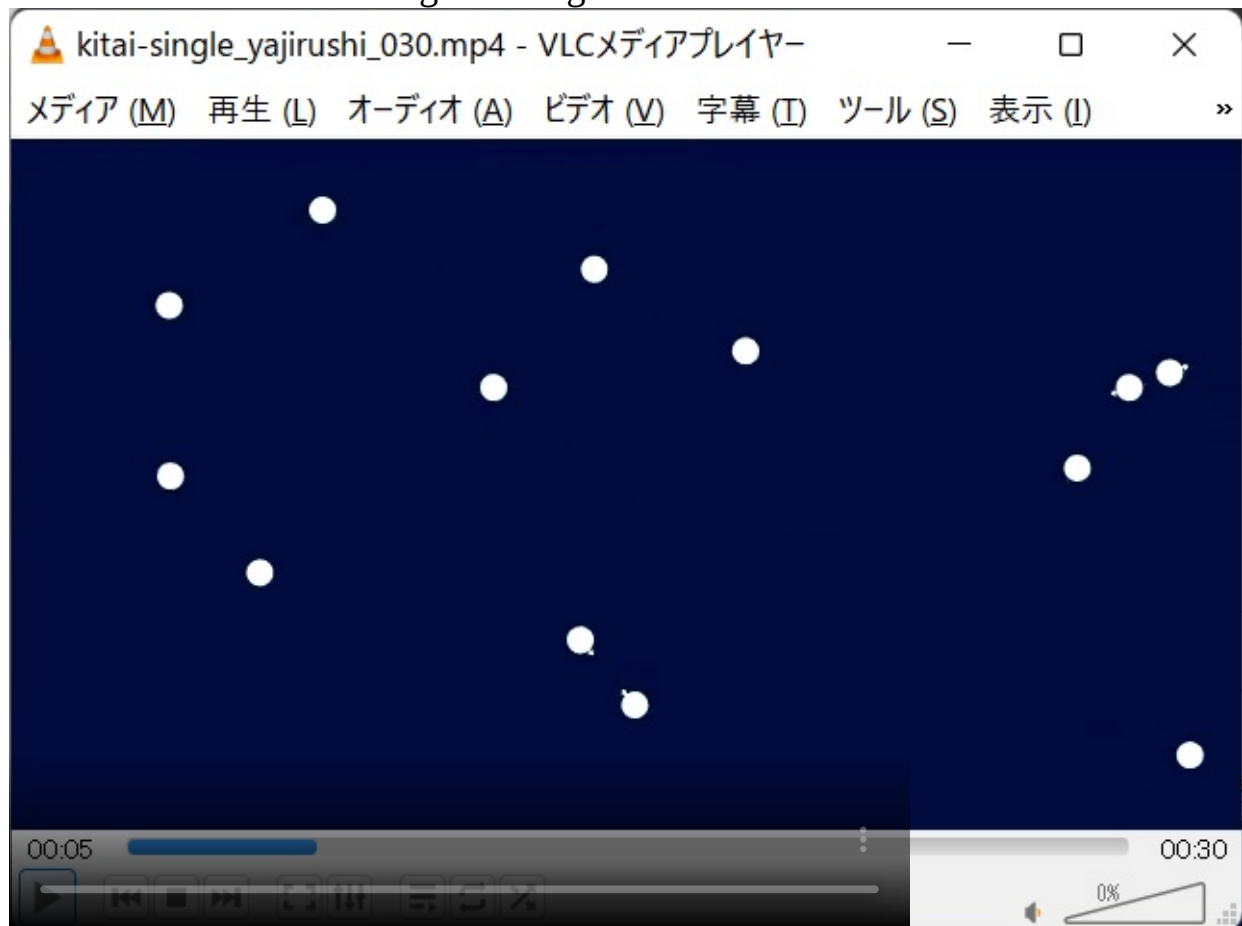 kitai-single_yajirushi_030.mp4 - VLCメディアプレイヤー
メディア (M) 再生 (L) オーディオ (A) ビデオ (V) 字幕 (T) ツール (S) 表示 (I) »
00:05 00:30
0%